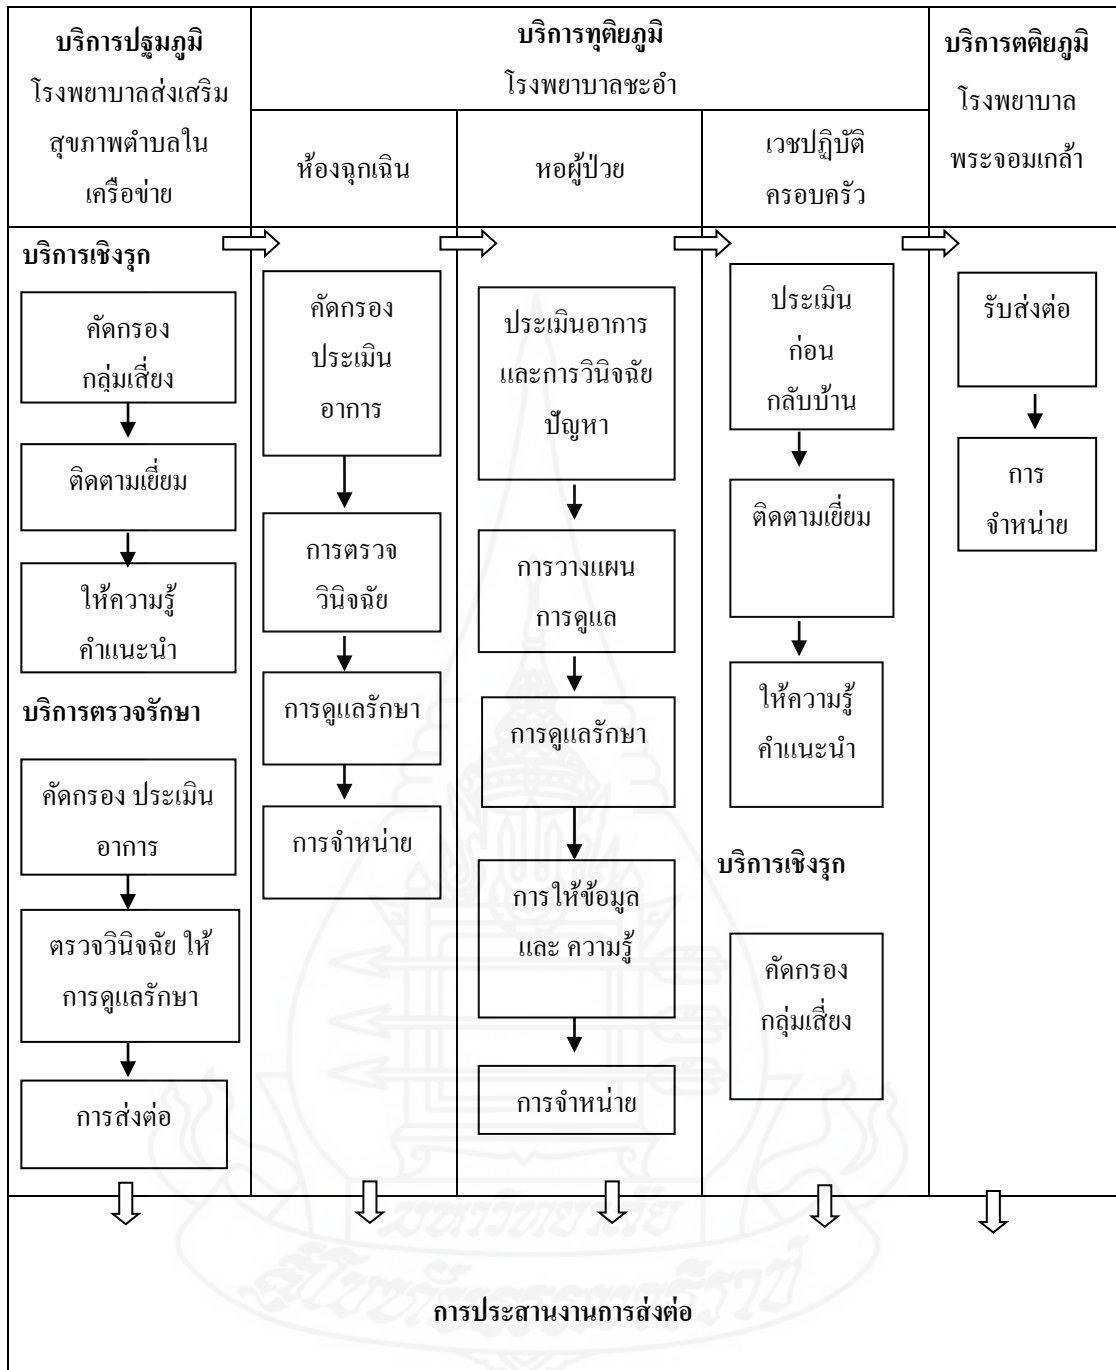 บริการปฐมภูมิ
โรงพยาบาลส่งเสริม
สุขภาพตำบลใน
เครือข่าย
บริการทุติยภูมิ
โรงพยาบาลชะอำ
ห้องฉุกเฉิน
หอผู้ป่วย
เวชปฏิบัติ
ครอบครัว
บริการตติยภูมิ
โรงพยาบาล
พระจอมเกล้า
บริการเชิงรุก
คัดกรอง
กลุ่มเสี่ยง
ติดตามเยี่ยม
ให้ความรู้
คำแนะนำ
บริการตรวจรักษา
คัดกรอง ประเมิน
อาการ
ตรวจวินิจฉัย ให้
การดูแลรักษา
การส่งต่อ
คัดกรอง
ประเมิน
อาการ
การตรวจ
วินิจฉัย
การดูแลรักษา
การจำหน่าย
ประเมินอาการ
และการวินิจฉัย
ปัญหา
การวางแผน
การดูแล
การดูแลรักษา
การให้ข้อมูล
และ ความรู้
การจำหน่าย
ประเมิน
ก่อน
กลับบ้าน
ติดตามเยี่ยม
ให้ความรู้
คำแนะนำ
บริการเชิงรุก
คัดกรอง
กลุ่มเสี่ยง
รับส่งต่อ
การ
จำหน่าย
การประสานงานการส่งต่อ
มหาวิทยาลัย
สุโขทัยธรรมาธิราช